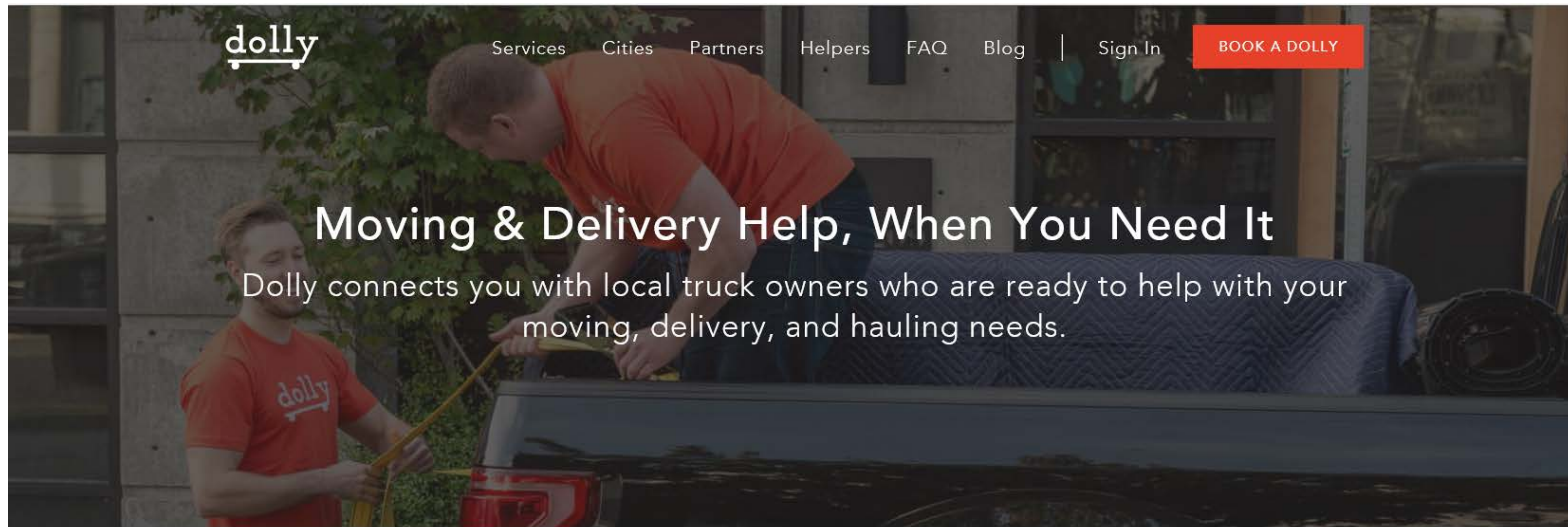 dolly
Services Cities Partners Helpers FAQ Blog | Sign In BOOK A DOLLY
Moving & Delivery Help, When You Need It
Dolly connects you with local truck owners who are ready to help with your
moving, delivery, and hauling needs.
dolly